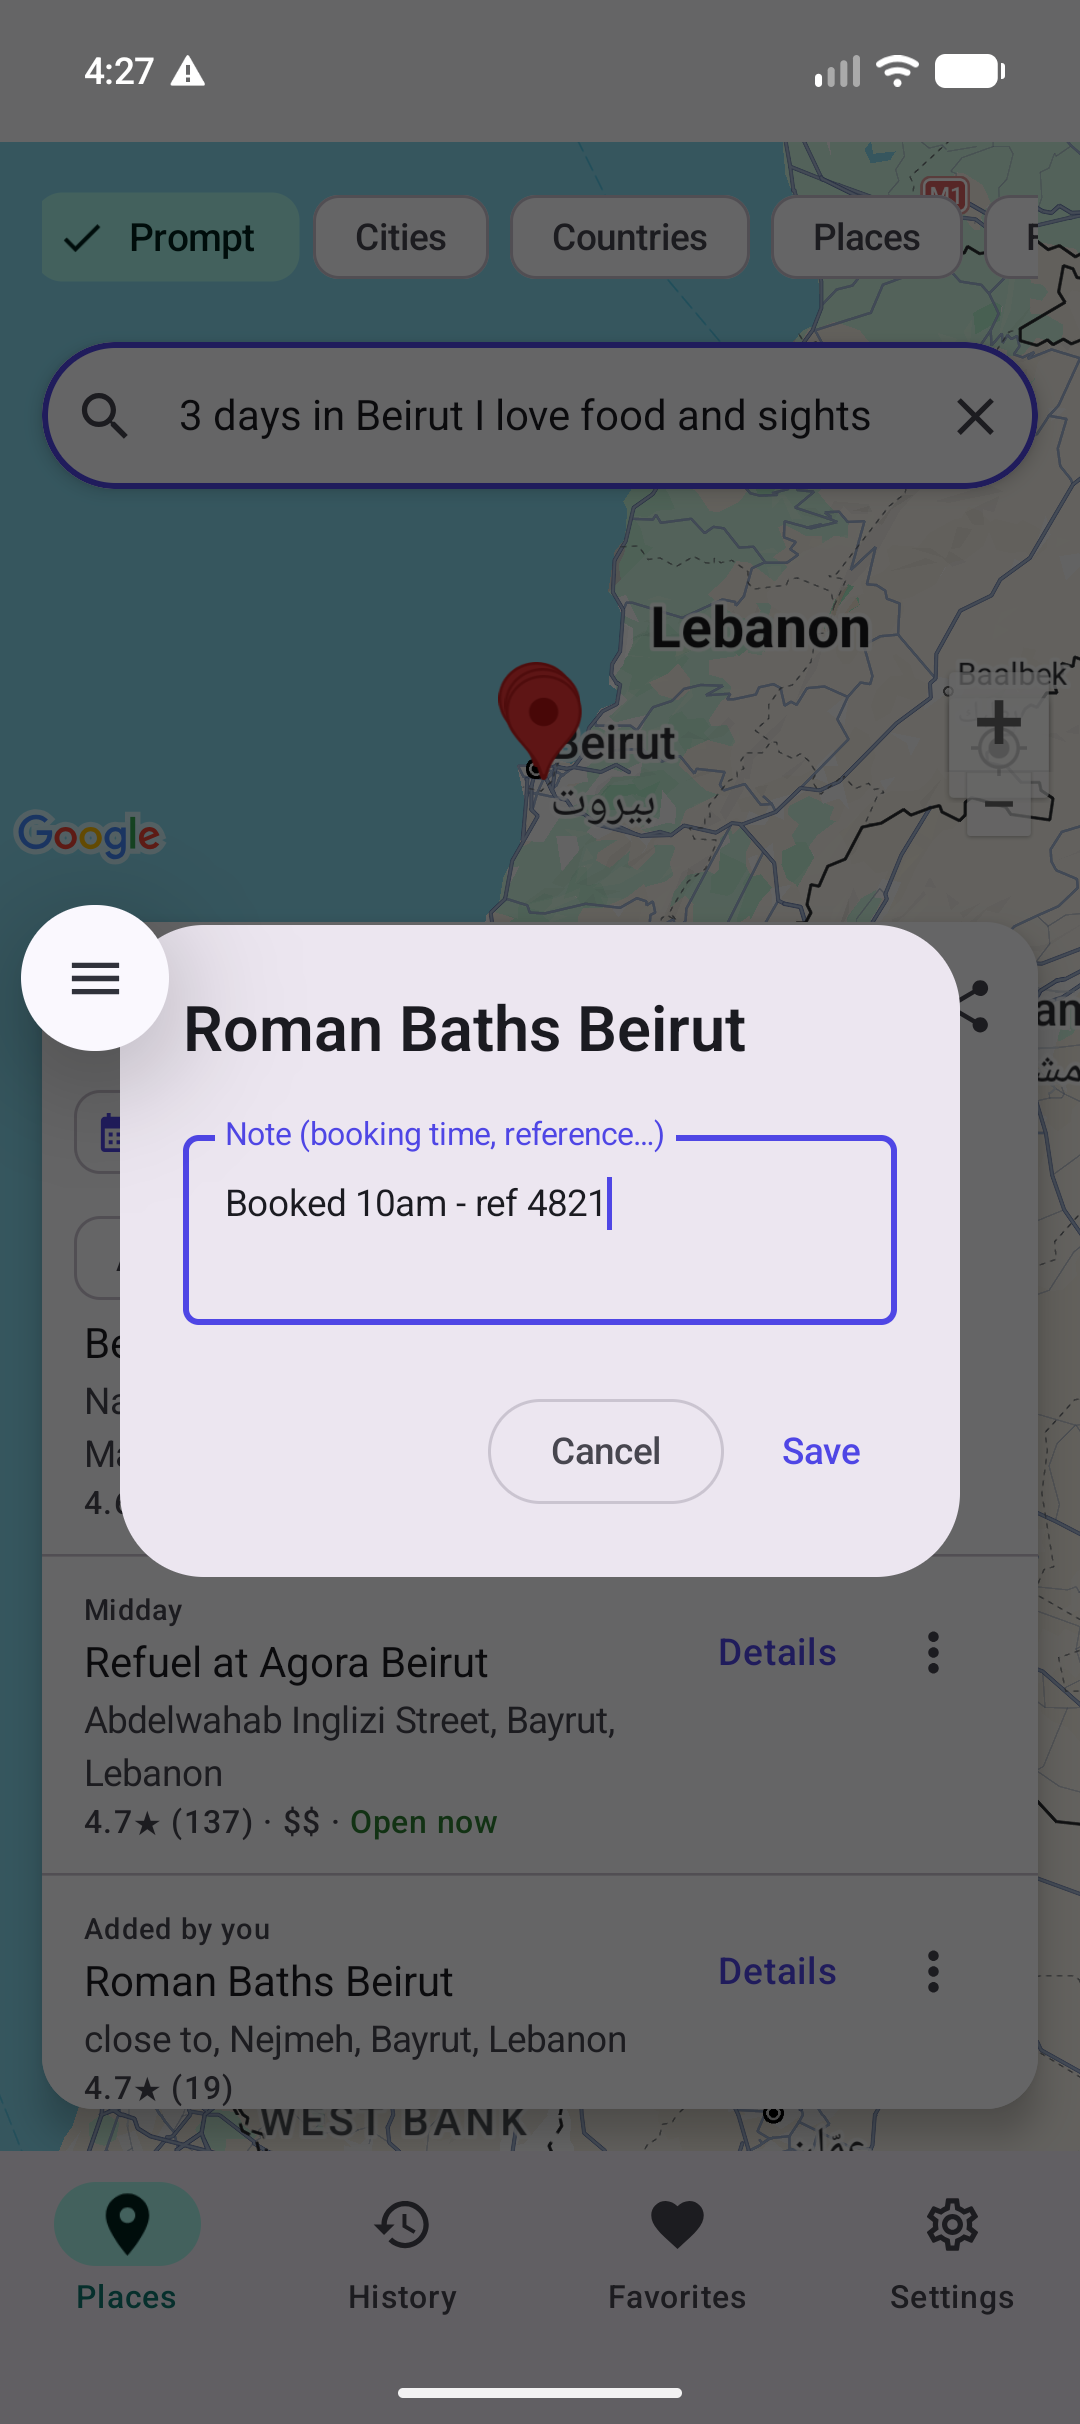 4:27
M1
Prompt
Cities
Countries
Places
3 days in Beirut I love food and sights
Lebanon
Baalbek
Beirut
بيروت
Google
Roman Baths Beirut
Note (booking time, reference...)
Booked 10am - ref 4821
Cancel
Save
Midday
Refuel at Agora Beirut
Details
Abdelwahab Inglizi Street, Bayrut,
Lebanon
4.7★ (137) · $$ · Open now
Added by you
Roman Baths Beirut
Details
close to, Nejmeh, Bayrut, Lebanon
4.7★ (19)
WEST BANK
Places
History
Favorites
Settings